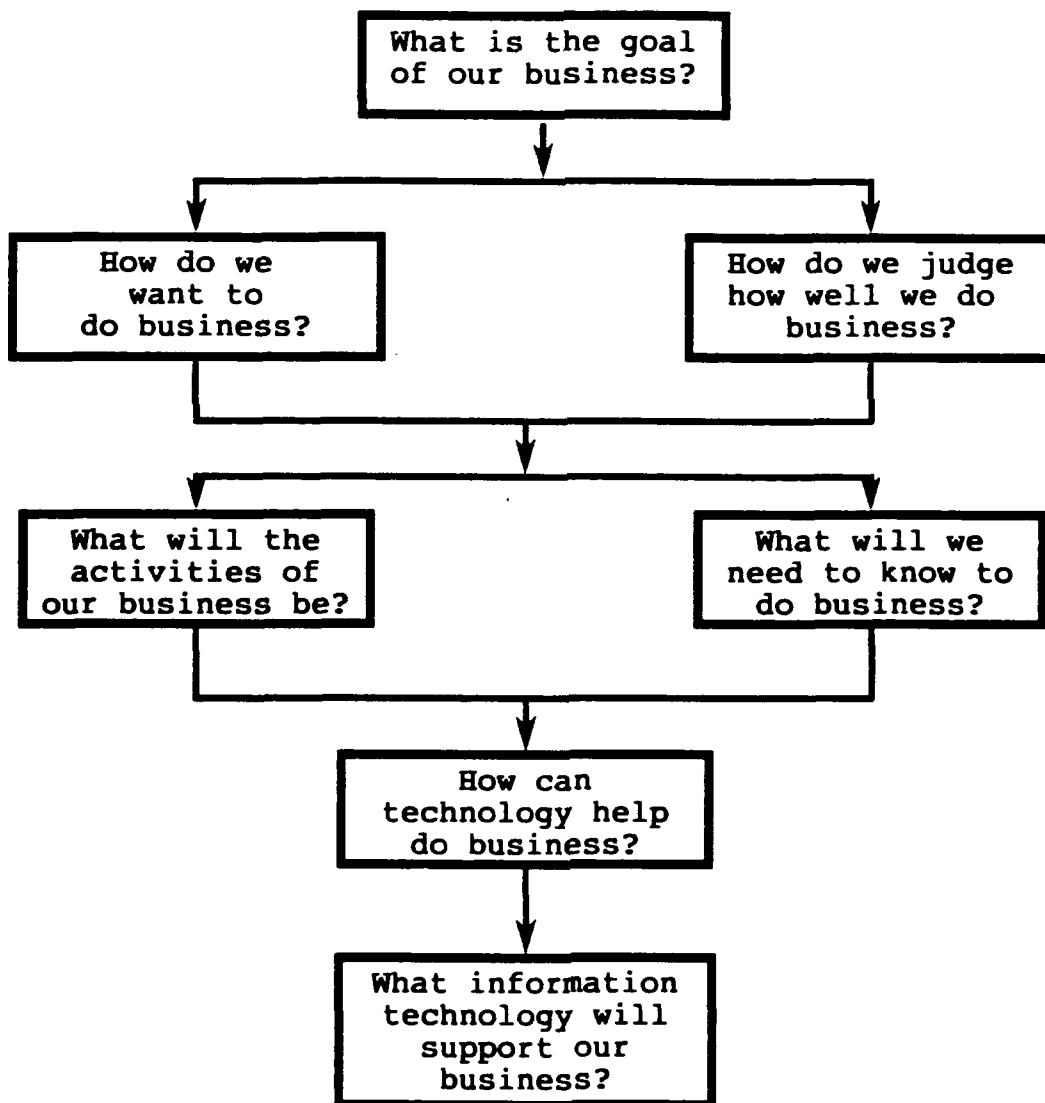 What is the goal
of our business?
How do we
want to
do business?
How do we judge
how well we do
business?
What will the
activities of
our business be?
What will we
need to know to
do business?
How can
technology help
do business?
What information
technology will
support our
business?